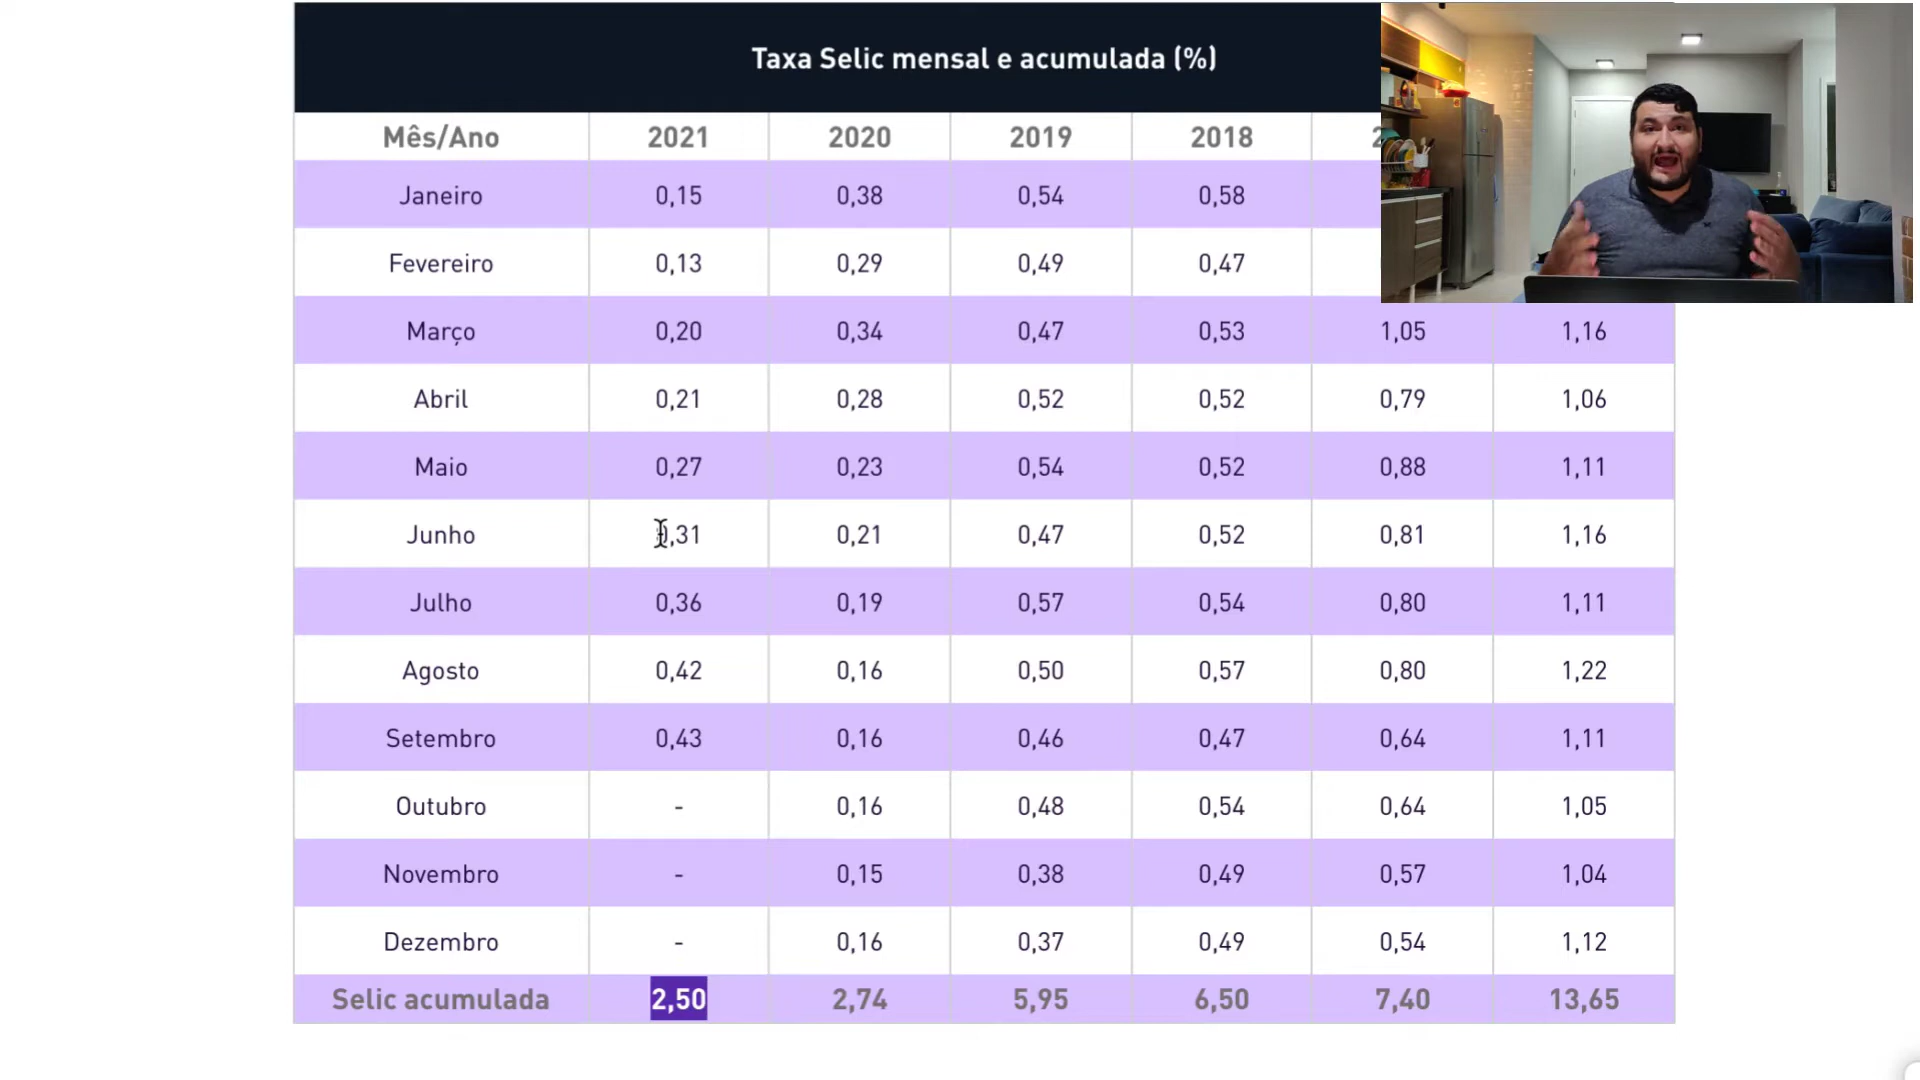 Taxa Selic mensal e acumulada (%)
Mês/Ano 2021 2020 2019 2018
Janeiro 0,15 0,38 0,54 0,58
Fevereiro 0,13 0,29 0,49 0,47
Março 0,20 0,34 0,47 0,53 1,05 1,16
Abril 0,21 0,28 0,52 0,52 0,79 1,06
Maio 0,27 0,23 0,54 0,52 0,88 1,11
Junho 0,31 0,21 0,47 0,52 0,81 1,16
Julho 0,36 0,19 0,57 0,54 0,80 1,11
Agosto 0,42 0,16 0,50 0,57 0,80 1,22
Setembro 0,43 0,16 0,46 0,47 0,64 1,11
Outubro - 0,16 0,48 0,54 0,64 1,05
Novembro - 0,15 0,38 0,49 0,57 1,04
Dezembro - 0,16 0,37 0,49 0,54 1,12
Selic acumulada 2,50 2,74 5,95 6,50 7,40 13,65